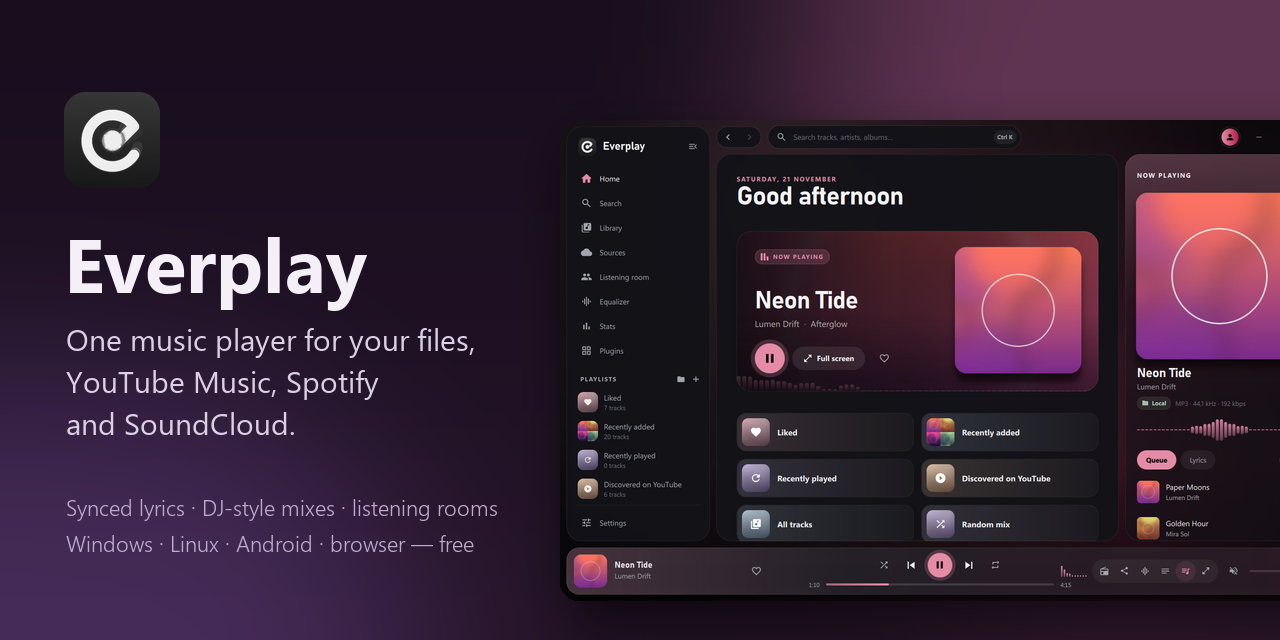 Everplay
One music player for your files,
YouTube Music, Spotify
and SoundCloud.
Synced lyrics · DJ-style mixes · listening rooms
Windows · Linux · Android · browser — free
Everplay
Home
Search
Library
Sources
Listening room
Equalizer
Stats
Plugins
PLAYLISTS
Liked
7 tracks
Recently added
20 tracks
Recently played
0 tracks
Discovered on YouTube
6 tracks
Settings
Search tracks, artists, albums...
Ctrl K
SATURDAY, 21 NOVEMBER
Good afternoon
NOW PLAYING
Neon Tide
Lumen Drift · Afterglow
Full screen
Liked
Recently added
Recently played
Discovered on YouTube
All tracks
Random mix
NOW PLAYING
Neon Tide
Lumen Drift
Local
MP3 · 44,1 kHz · 192 kbps
Queue
Lyrics
Paper Moons
Lumen Drift
Golden Hour
Mira Sol
Neon Tide
Lumen Drift
1:10
4:15